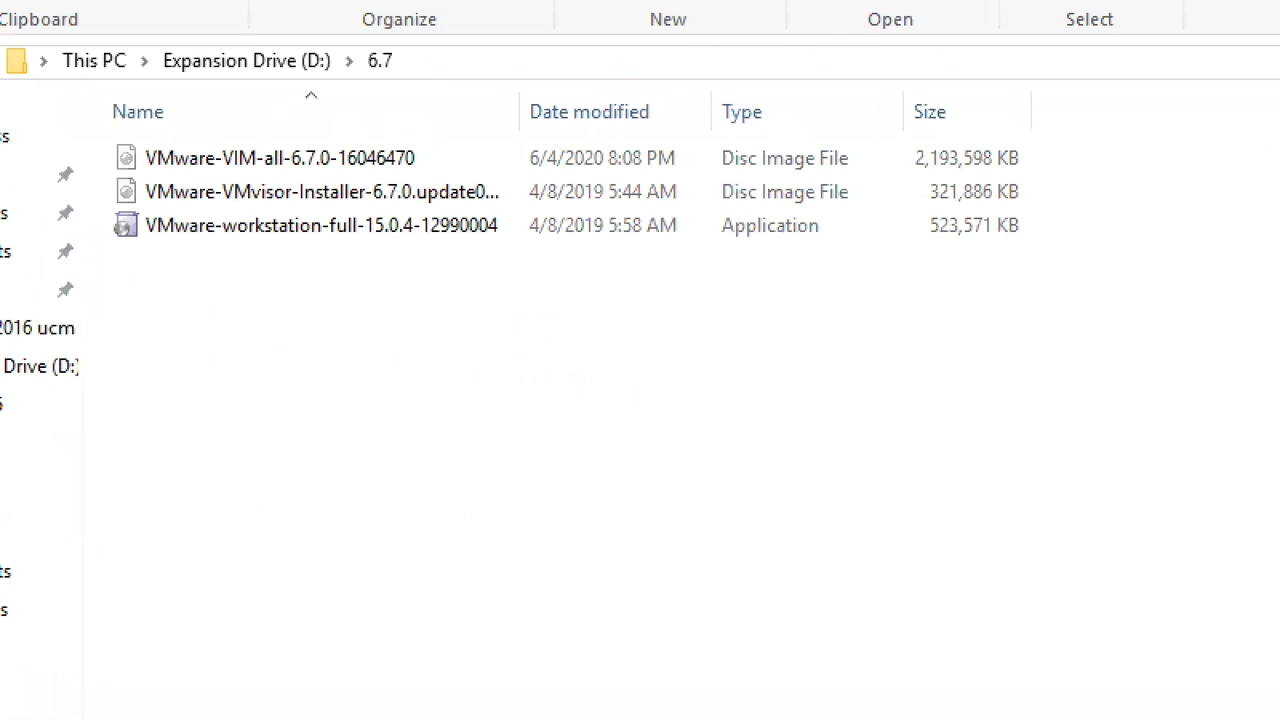 Clipboard Organize New Open Select
This PC > Expansion Drive (D:) > 6.7
Name Date modified Type Size
VMware-VIM-all-6.7.0-16046470 6/4/2020 8:08 PM Disc Image File 2,193,598 KB
VMware-VMvisor-Installer-6.7.0.update0... 4/8/2019 5:44 AM Disc Image File 321,886 KB
VMware-workstation-full-15.0.4-12990004 4/8/2019 5:58 AM Application 523,571 KB
2016 ucm
Drive (D:)